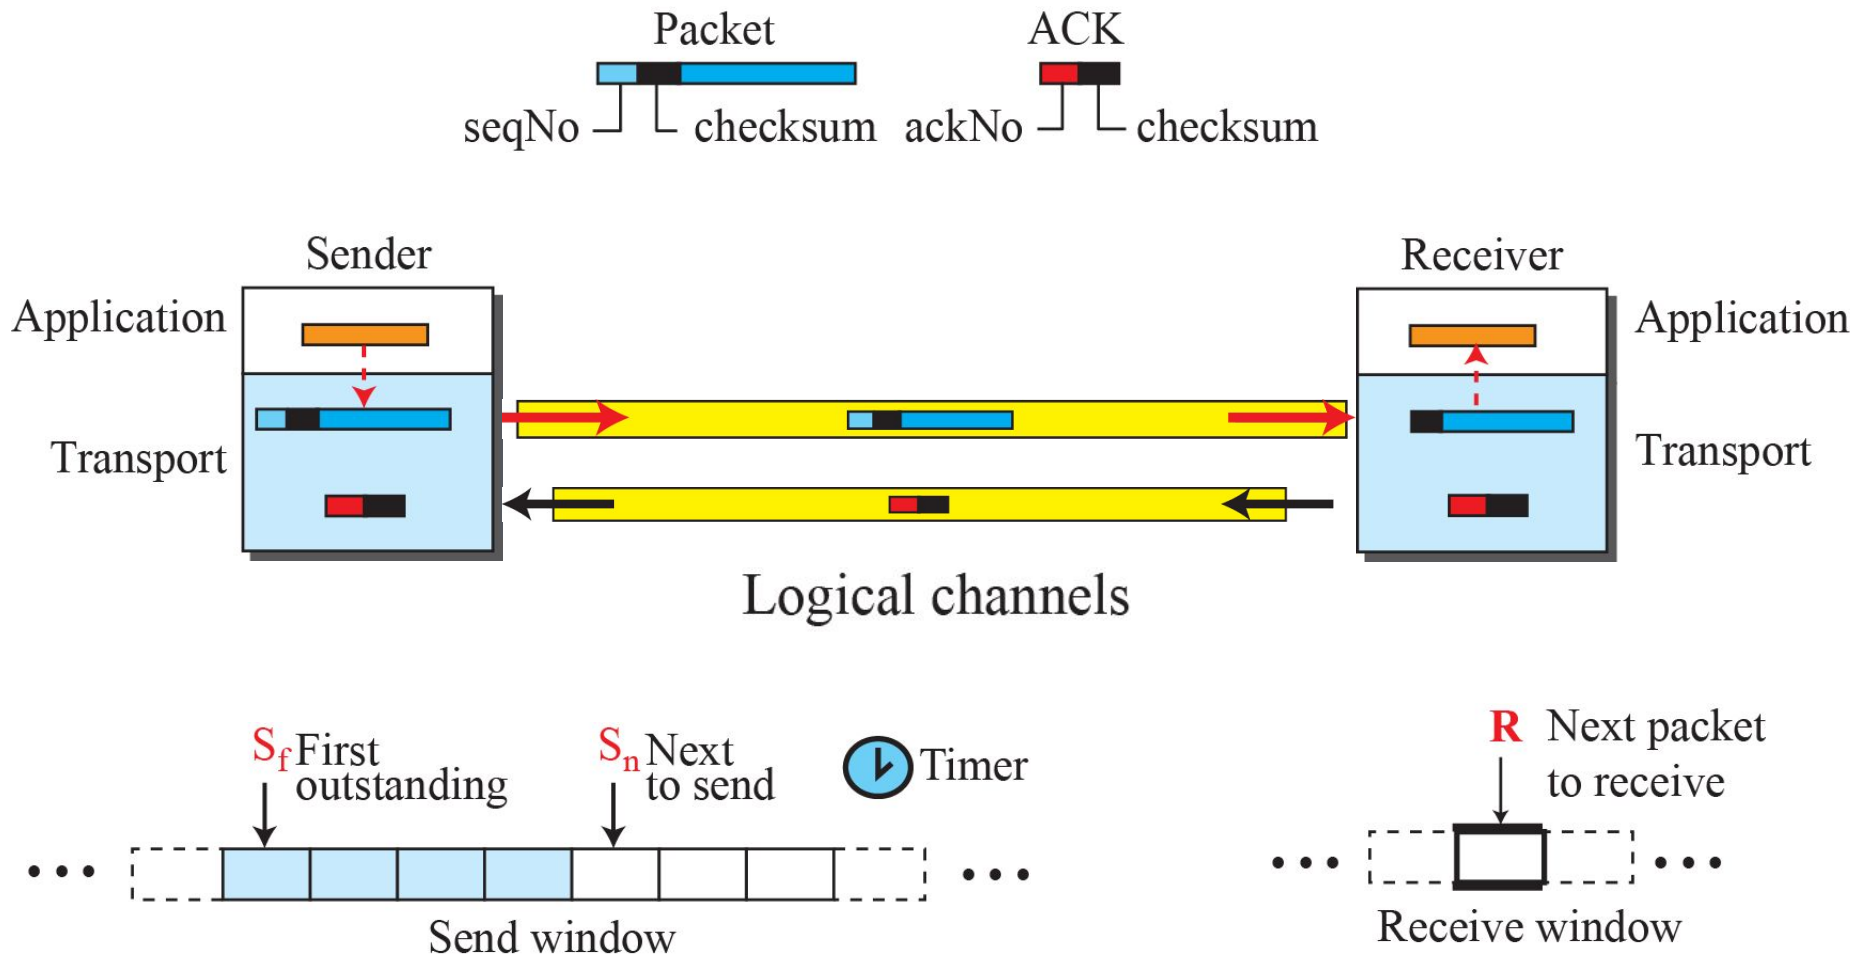 Packet
ACK
seqNo
checksum
ackNo
checksum
Sender
Receiver
Application
Application
Transport
Transport
Logical channels
Sf First
outstanding
Sn Next
to send
Timer
R Next packet
to receive
Send window
Receive window